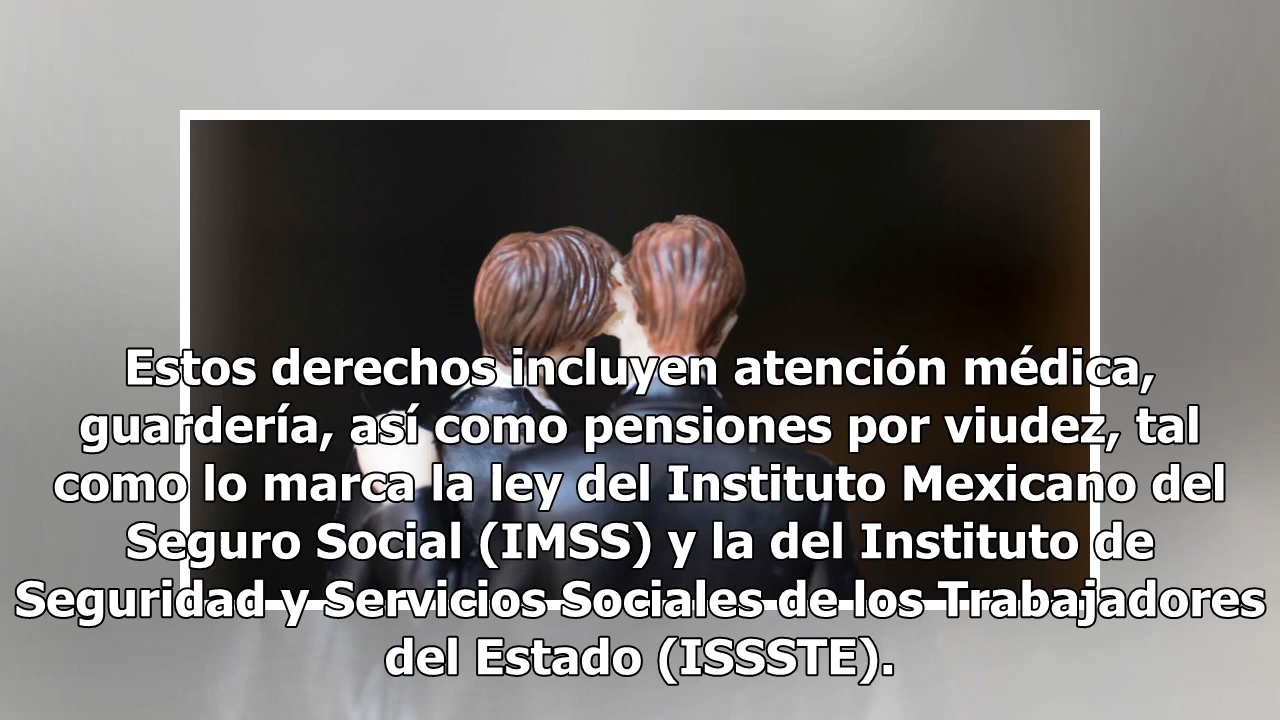 Estos derechos incluyen atención médica,
guardería, así como pensiones por viudez, tal
como lo marca la ley del Instituto Mexicano del
Seguro Social (IMSS) y la del Instituto de
Seguridad y Servicios Sociales de los Trabajadores
del Estado (ISSSTE).